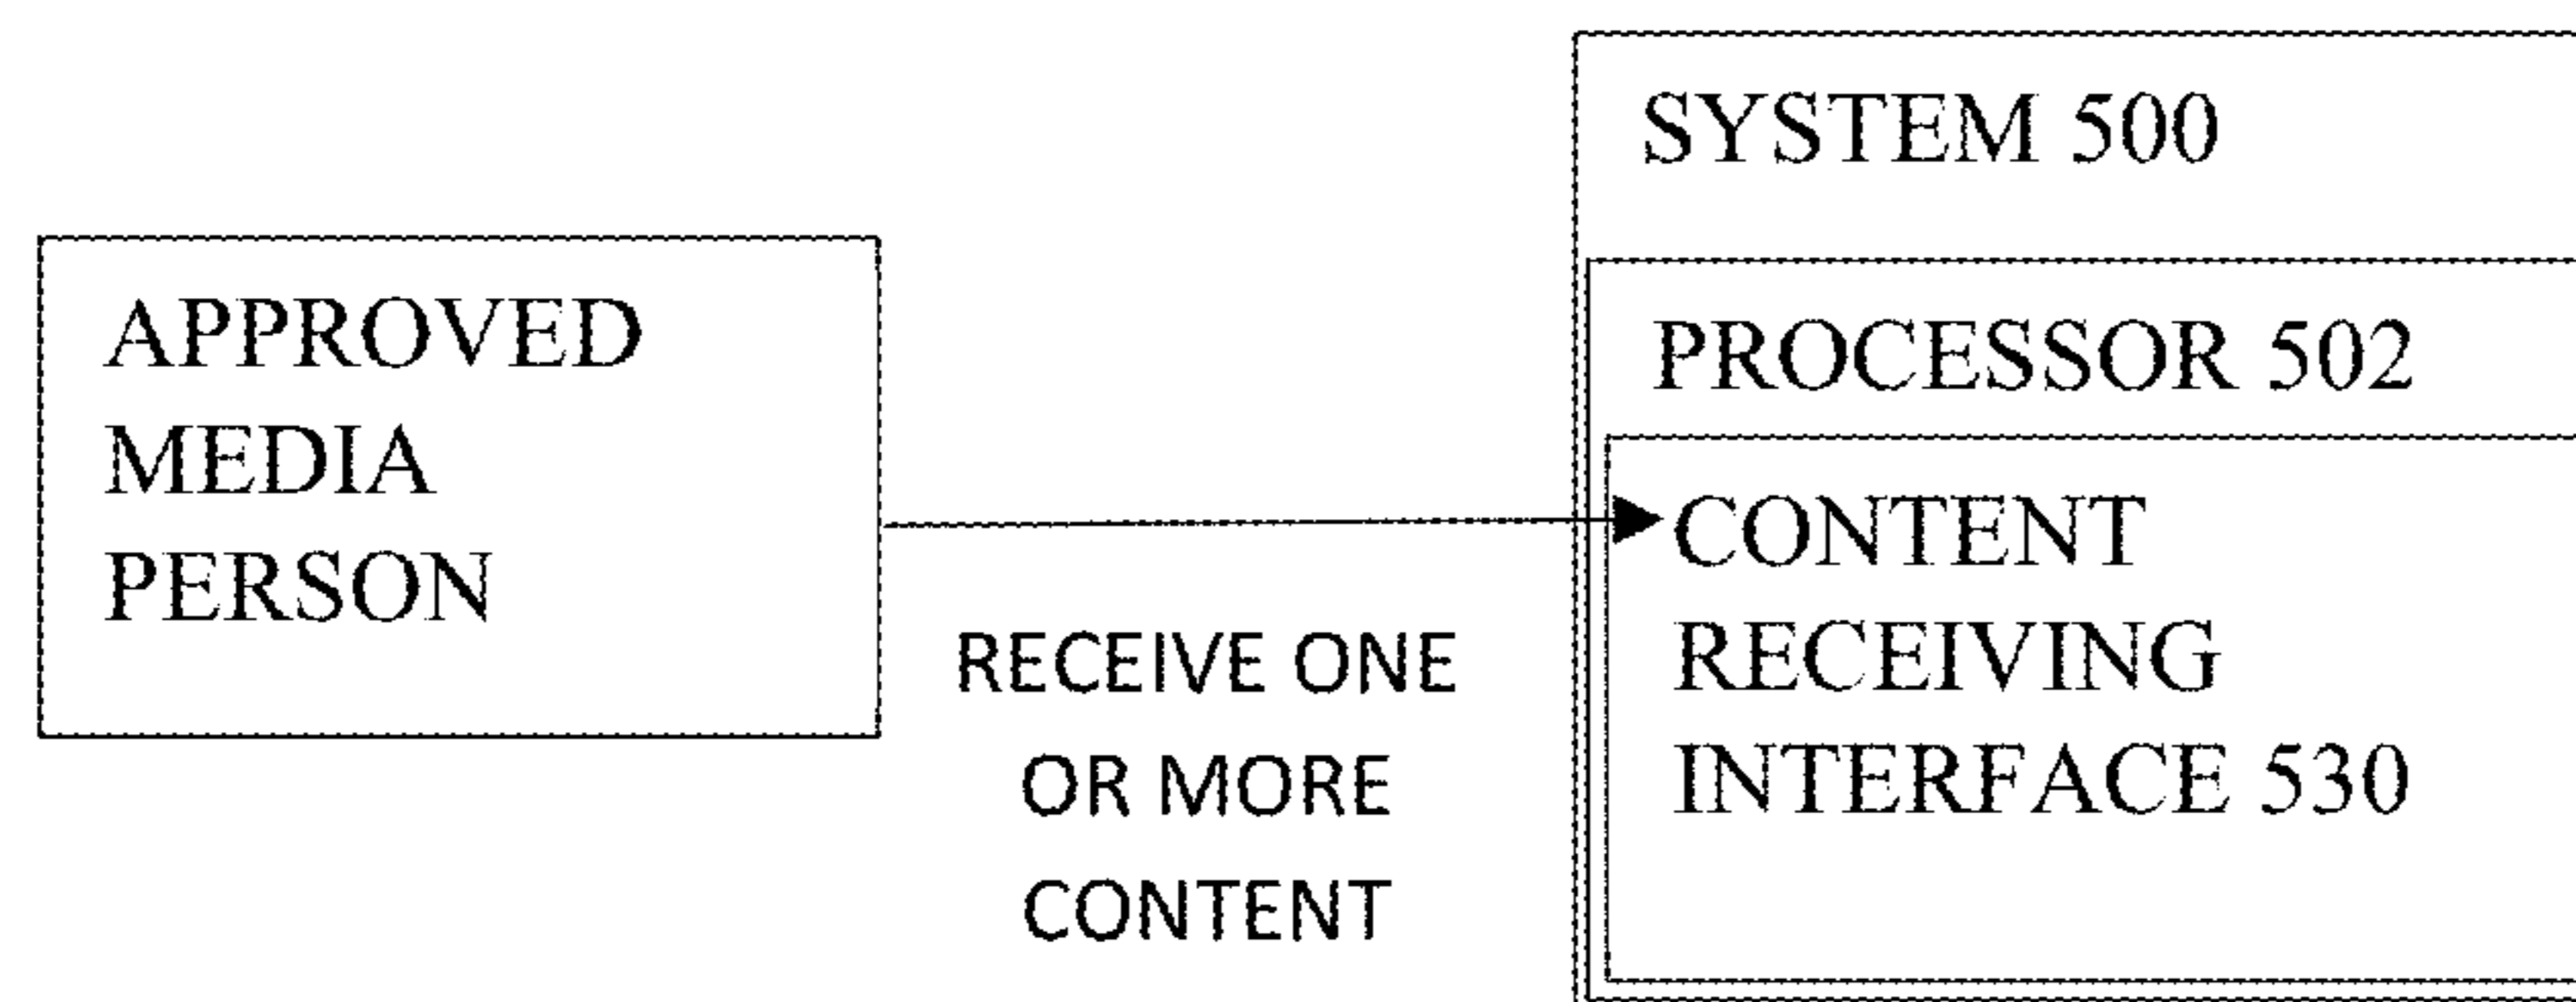 SYSTEM 500
APPROVED
MEDIA
PERSON
PROCESSOR 502
CONTENT
RECEIVING
INTERFACE 530
RECEIVE ONE
OR MORE
CONTENT